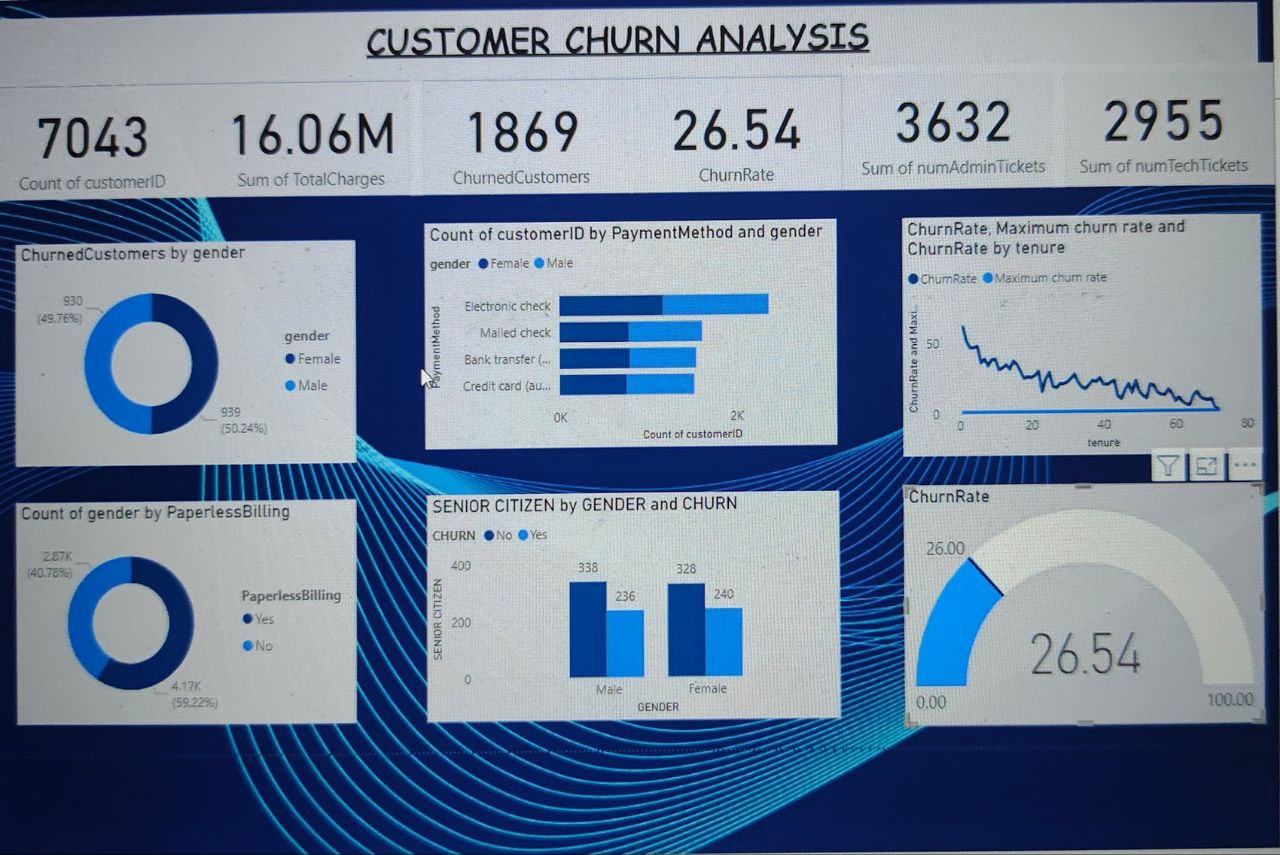 CUSTOMER CHURN ANALYSIS
7043
Count of customerID
16.06M
Sum of TotalCharges
1869
ChurnedCustomers
26.54
ChurnRate
3632
Sum of numAdminTickets
2955
Sum of numTechTickets
ChurnedCustomers by gender
930
(49.76%)
gender
Female
Male
939
(50.24%)
Count of customerID by PaymentMethod and gender
gender Female Male
PaymentMethod
Electronic check
Mailed check
Bank transfer (...
Credit card (au...
0K 2K
Count of customerID
ChurnRate, Maximum churn rate and
ChurnRate by tenure
ChurnRate Maximum churn rate
ChurnRate and Maxi...
50
0
0 20 40 60 80
tenure
Count of gender by PaperlessBilling
2.87K
(40.78%)
PaperlessBilling
Yes
No
4.17K
(59.22%)
SENIOR CITIZEN by GENDER and CHURN
CHURN No Yes
SENIOR CITIZEN
400
200
0
338
236
328
240
Male Female
GENDER
ChurnRate
26.00
26.54
0.00 100.00